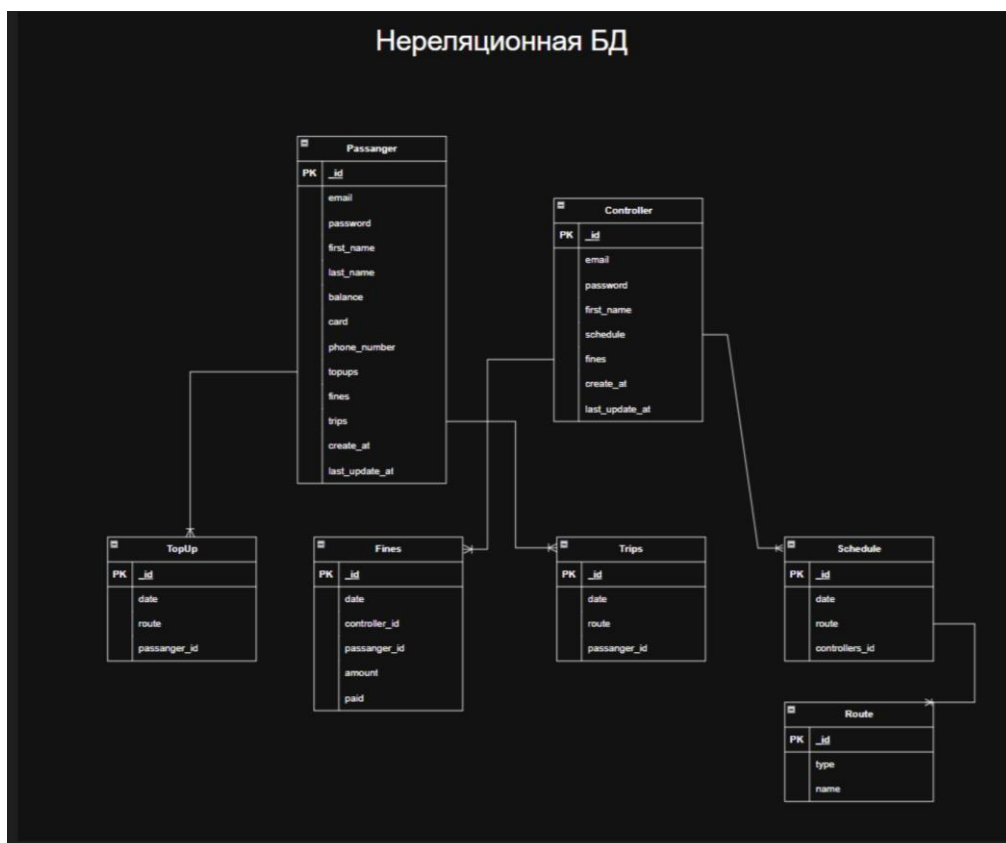 Нереляционная БД
Passanger
PK _id
email
password
first_name
last_name
balance
card
phone_number
topups
fines
trips
create_at
last_update_at
Controller
PK _id
email
password
first_name
schedule
fines
create_at
last_update_at
TopUp
PK _id
date
route
passanger_id
Fines
PK _id
date
controller_id
passanger_id
amount
paid
Trips
PK _id
date
route
passanger_id
Schedule
PK _id
date
route
controllers_id
Route
PK _id
type
name